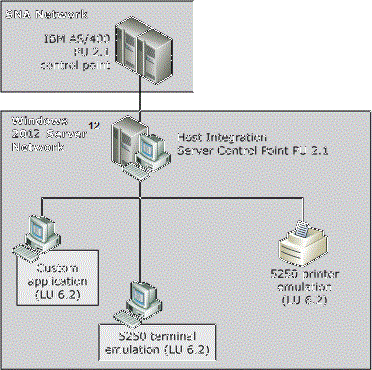 SNA Network
IBM AS/400
PU 2.1
control point
Windows
2012 Server
Network
Host Integration
Server Control Point PU 2.1
Custom
application
(LU 6.2)
5250 terminal
emulation (LU 6.2)
5250 printer
emulation
(LU 6.2)